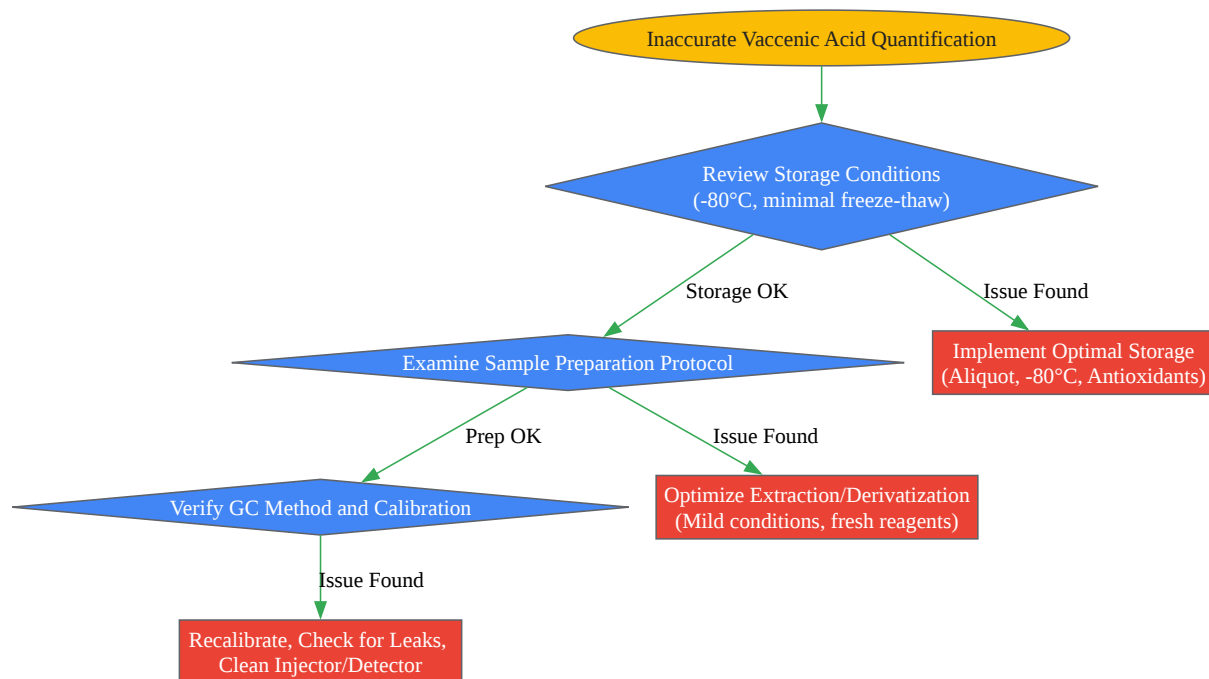 Inaccurate Vaccenic Acid Quantification
Review Storage Conditions
(-80°C, minimal freeze-thaw)
Storage OK
Issue Found
Examine Sample Preparation Protocol
Implement Optimal Storage
(Aliquot, -80°C, Antioxidants)
Prep OK
Issue Found
Verify GC Method and Calibration
Optimize Extraction/Derivatization
(Mild conditions, fresh reagents)
Issue Found
Recalibrate, Check for Leaks,
Clean Injector/Detector